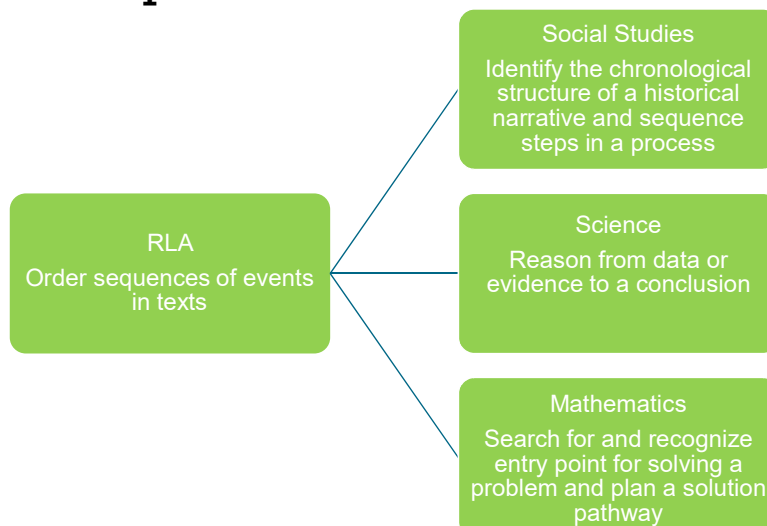 RLA
Order sequences of events
in texts
Social Studies
Identify the chronological
structure of a historical
narrative and sequence
steps in a process
Science
Reason from data or
evidence to a conclusion
Mathematics
Search for and recognize
entry point for solving a
problem and plan a solution
pathway